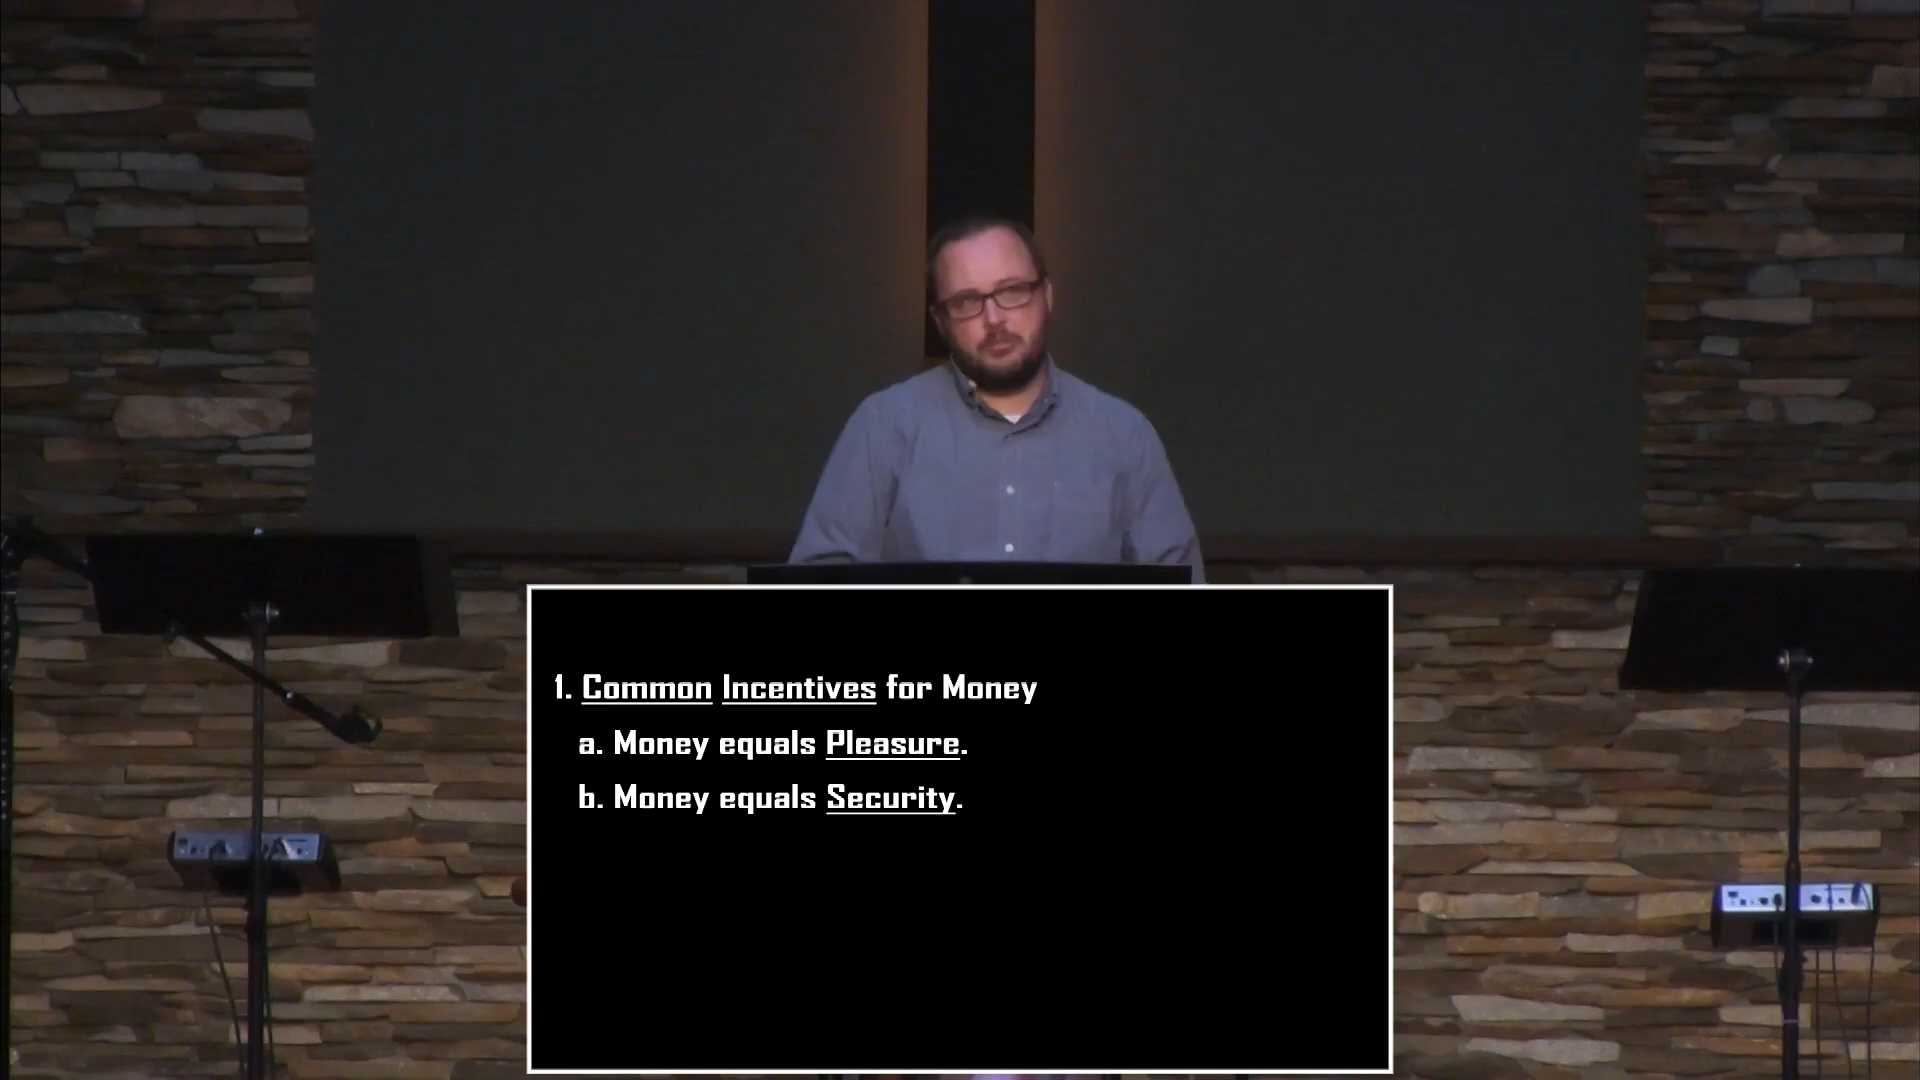 1. Common Incentives for Money
a. Money equals Pleasure.
b. Money equals Security.